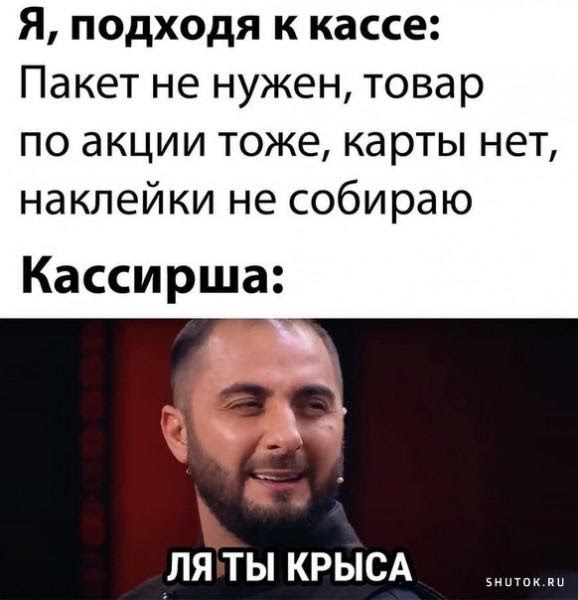 Я, подходя к кассе:
Пакет не нужен, товар
по акции тоже, карты нет,
наклейки не собираю
Кассирша:
ЛЯ ТЫ КРЫСА
SHUTOK.RU